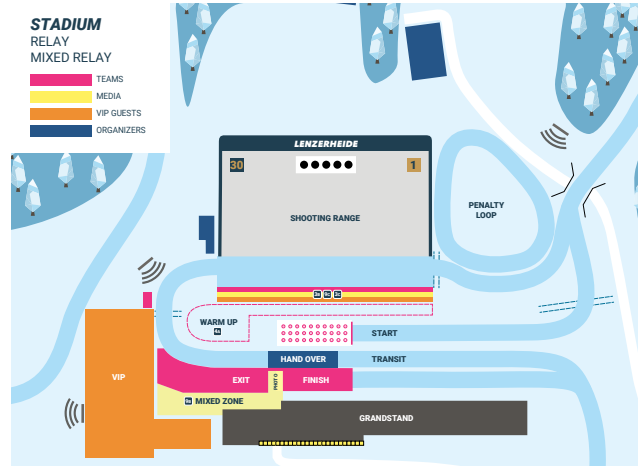 STADIUM
RELAY
MIXED RELAY
TEAMS
MEDIA
VIP GUESTS
ORGANIZERS
LENZERHEIDE
30
1
SHOOTING RANGE
PENALTY
LOOP
WARM UP
START
HAND OVER
TRANSIT
VIP
EXIT
PHOTO
FINISH
MIXED ZONE
GRANDSTAND